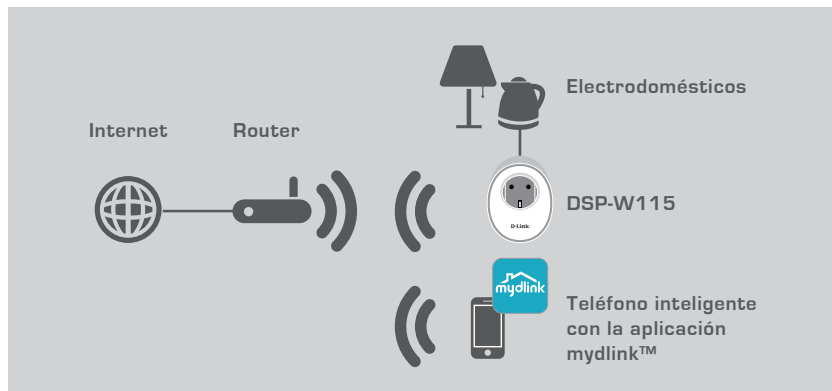 Electrodomésticos
Internet
Router
DSP-W115
D-Link
mydlink
Teléfono inteligente
con la aplicación
mydlink™